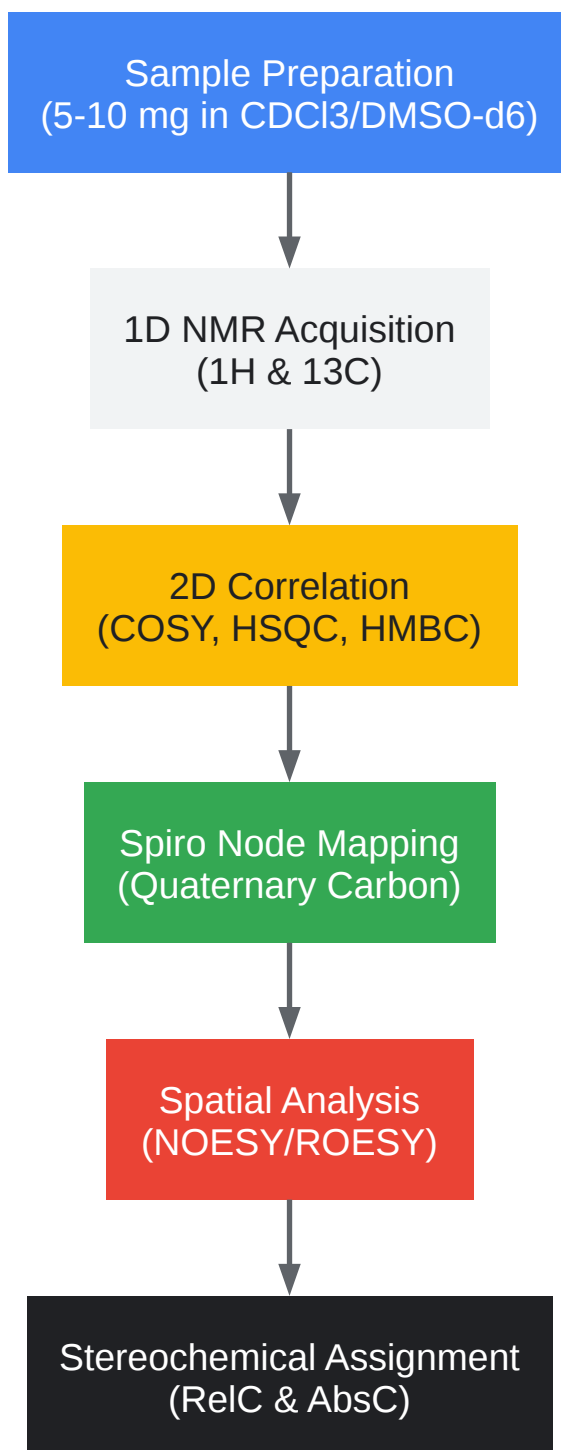 Sample Preparation
(5-10 mg in CDCl3/DMSO-d6)
1D NMR Acquisition
(1H & 13C)
2D Correlation
(COSY, HSQC, HMBC)
Spiro Node Mapping
(Quaternary Carbon)
Spatial Analysis
(NOESY/ROESY)
Stereochemical Assignment
(RelC & AbsC)